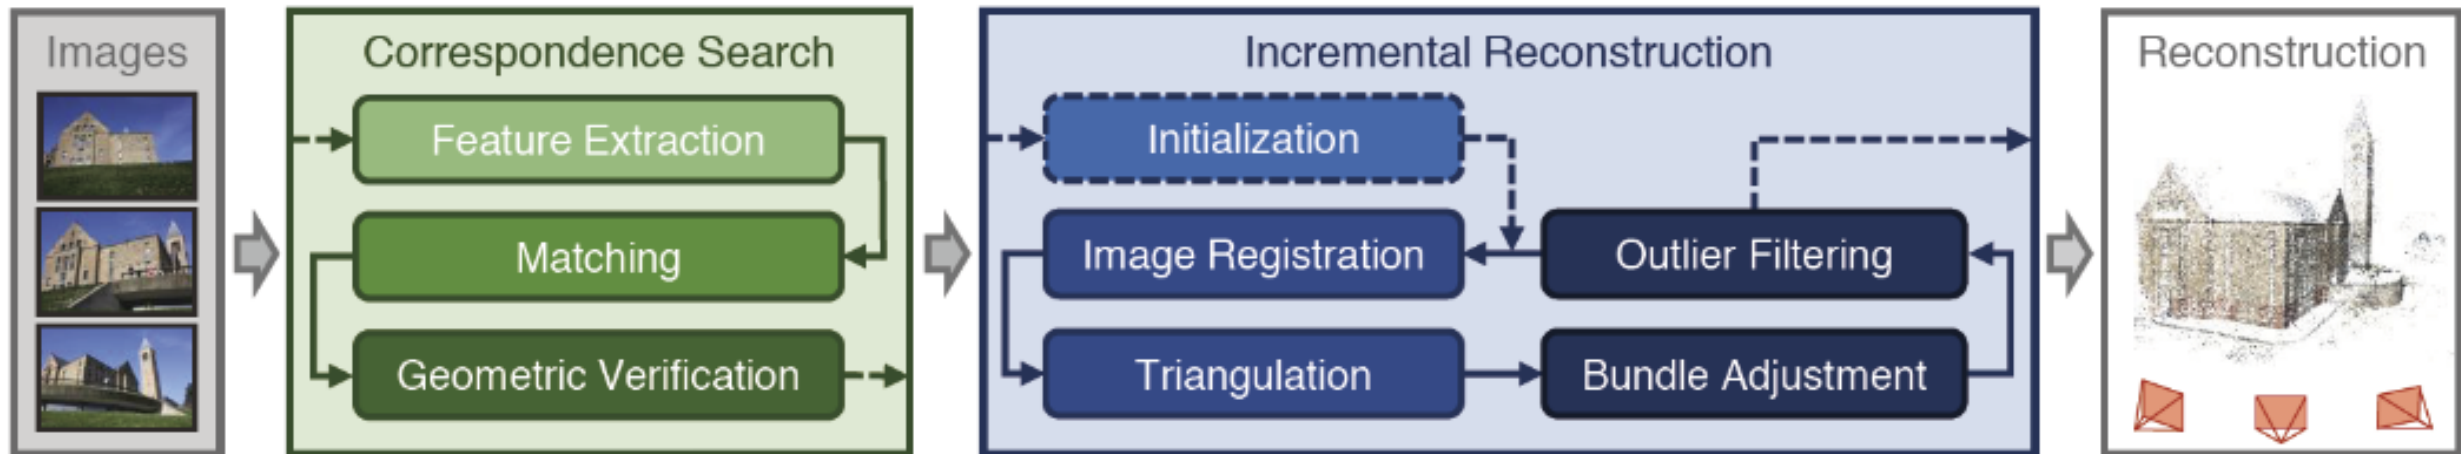 Images
Correspondence Search
Feature Extraction
Matching
Geometric Verification
Incremental Reconstruction
Initialization
Image Registration
Outlier Filtering
Triangulation
Bundle Adjustment
Reconstruction